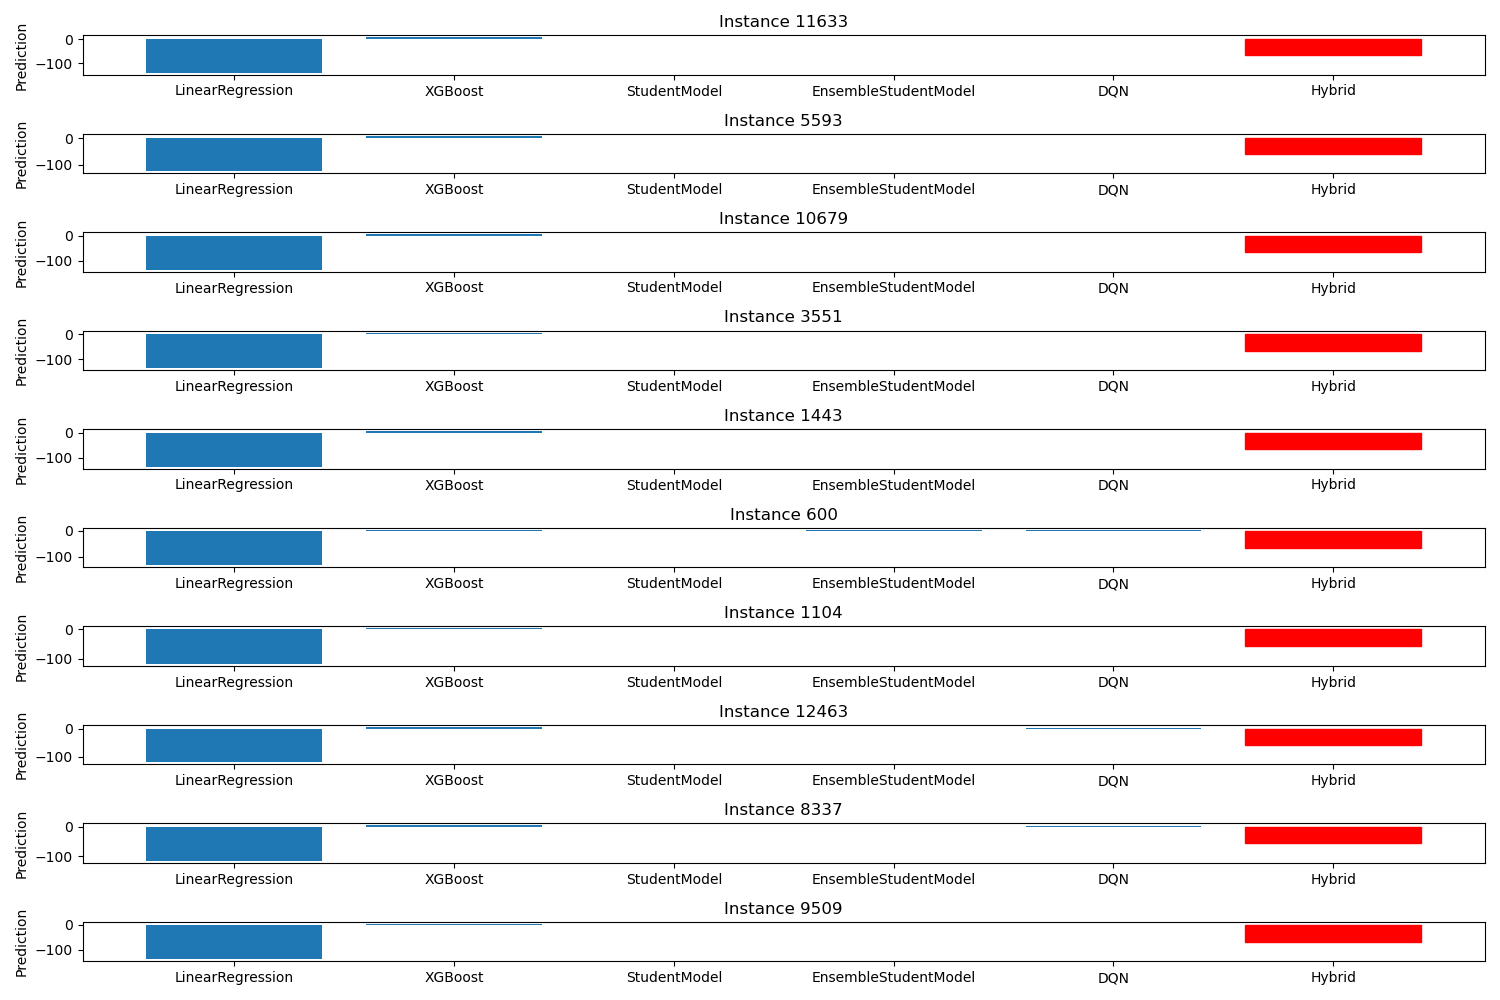 Instance 11633
Prediction
0
−100
LinearRegression XGBoost StudentModel EnsembleStudentModel DQN Hybrid
Instance 5593
Prediction
0
−100
LinearRegression XGBoost StudentModel EnsembleStudentModel DQN Hybrid
Instance 10679
Prediction
0
−100
LinearRegression XGBoost StudentModel EnsembleStudentModel DQN Hybrid
Instance 3551
Prediction
0
−100
LinearRegression XGBoost StudentModel EnsembleStudentModel DQN Hybrid
Instance 1443
Prediction
0
−100
LinearRegression XGBoost StudentModel EnsembleStudentModel DQN Hybrid
Instance 600
Prediction
0
−100
LinearRegression XGBoost StudentModel EnsembleStudentModel DQN Hybrid
Instance 1104
Prediction
0
−100
LinearRegression XGBoost StudentModel EnsembleStudentModel DQN Hybrid
Instance 12463
Prediction
0
−100
LinearRegression XGBoost StudentModel EnsembleStudentModel DQN Hybrid
Instance 8337
Prediction
0
−100
LinearRegression XGBoost StudentModel EnsembleStudentModel DQN Hybrid
Instance 9509
Prediction
0
−100
LinearRegression XGBoost StudentModel EnsembleStudentModel DQN Hybrid